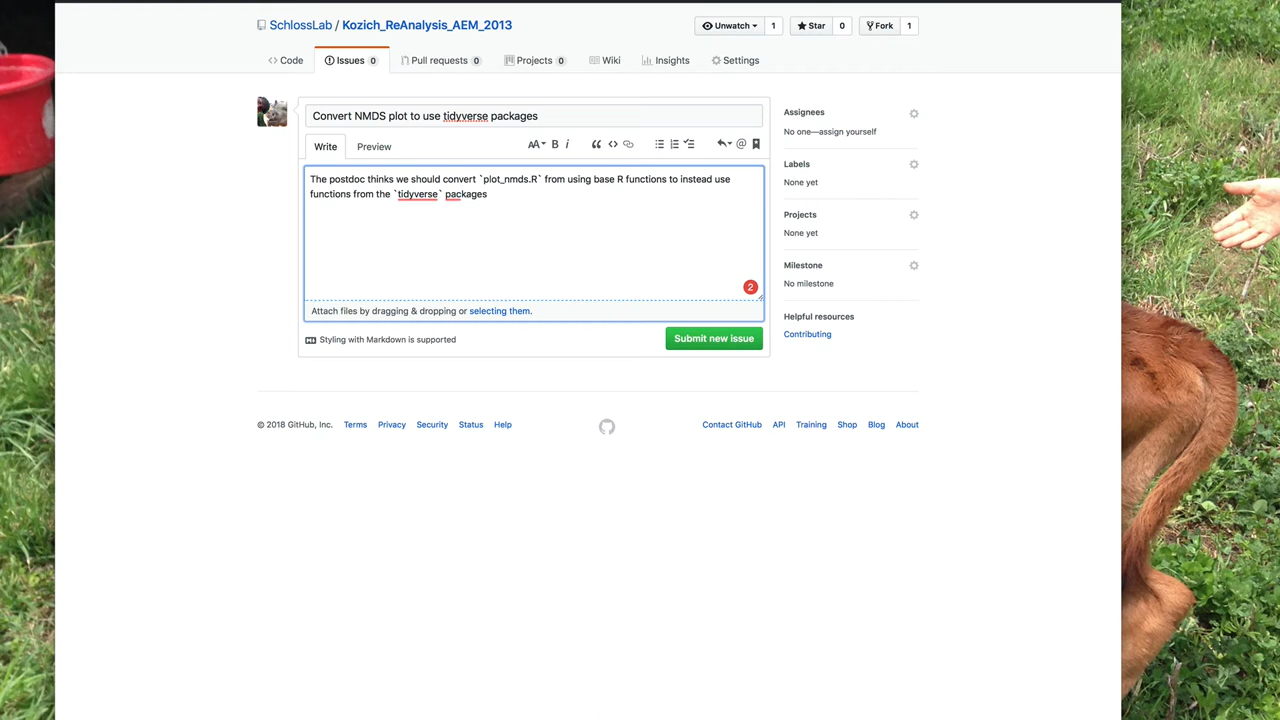 SchlossLab / Kozich_ReAnalysis_AEM_2013
Unwatch 1 Star 0 Fork 1
Code Issues 0 Pull requests 0 Projects 0 Wiki Insights Settings
Convert NMDS plot to use tidyverse packages
Write Preview
AA B i
The postdoc thinks we should convert `plot_nmds.R` from using base R functions to instead use
functions from the `tidyverse` packages
2
Attach files by dragging & dropping or selecting them.
Styling with Markdown is supported
Submit new issue
Assignees
No one—assign yourself
Labels
None yet
Projects
None yet
Milestone
No milestone
Helpful resources
Contributing
© 2018 GitHub, Inc. Terms Privacy Security Status Help
Contact GitHub API Training Shop Blog About